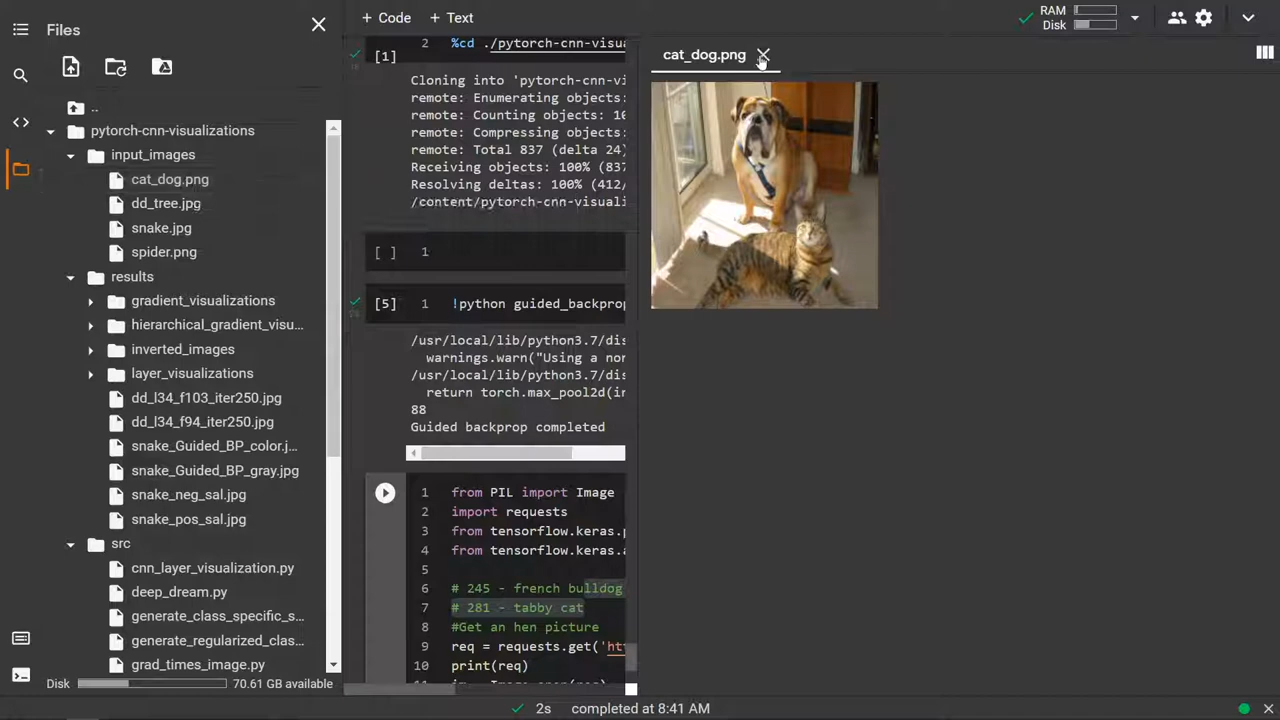 Files
..
pytorch-cnn-visualizations
input_images
cat_dog.png
dd_tree.jpg
snake.jpg
spider.png
results
gradient_visualizations
hierarchical_gradient_visu...
inverted_images
layer_visualizations
dd_l34_f103_iter250.jpg
dd_l34_f94_iter250.jpg
snake_Guided_BP_color.j...
snake_Guided_BP_gray.jpg
snake_neg_sal.jpg
snake_pos_sal.jpg
src
cnn_layer_visualization.py
deep_dream.py
generate_class_specific_s...
generate_regularized_clas...
grad_times_image.py
Disk 70.61 GB available
+ Code + Text
[1] 2 %cd ./pytorch-cnn-visua
Cloning into 'pytorch-cnn-vis
remote: Enumerating objects:
remote: Counting objects: 10
remote: Compressing objects:
remote: Total 837 (delta 24)
Receiving objects: 100% (837
Resolving deltas: 100% (412/
/content/pytorch-cnn-visuali
[ ] 1
[5] 1 !python guided_backprop
/usr/local/lib/python3.7/dis
warnings.warn("Using a nor
/usr/local/lib/python3.7/dis
return torch.max_pool2d(in
88
Guided backprop completed
1 from PIL import Image
2 import requests
3 from tensorflow.keras.p
4 from tensorflow.keras.a
5
6 # 245 - french bulldog
7 # 281 - tabby cat
8 #Get an hen picture
9 req = requests.get('ht
10 print(req)
RAM
Disk
cat_dog.png
2s completed at 8:41 AM